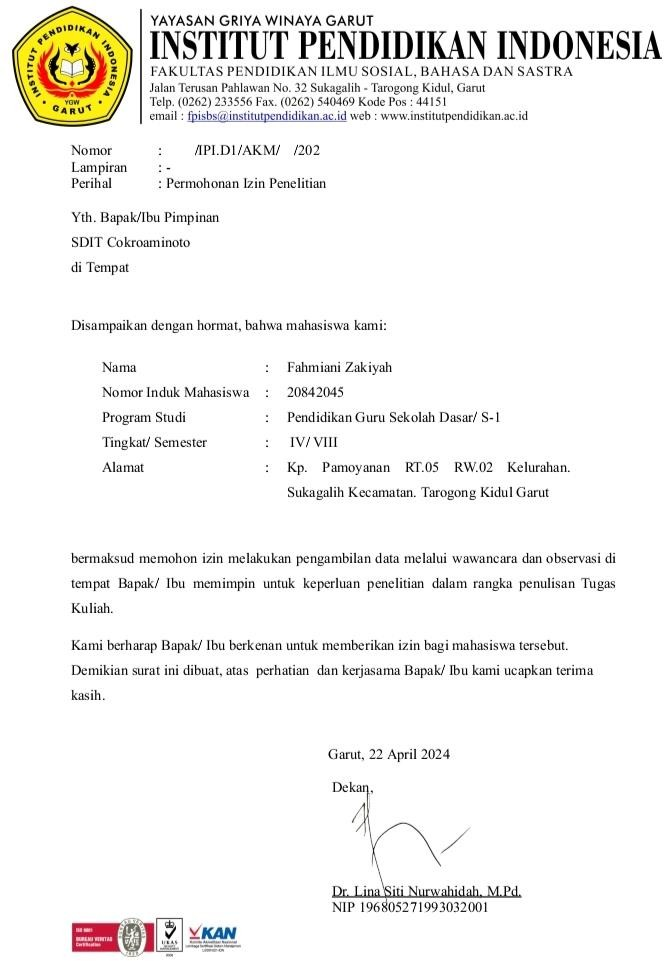 YAYASAN GRIYA WINAYA GARUT
INSTITUT PENDIDIKAN INDONESIA
FAKULTAS PENDIDIKAN ILMU SOSIAL, BAHASA DAN SASTRA
Jalan Terusan Pahlawan No. 32 Sukagalih - Tarogong Kidul, Garut
Telp. (0262) 233556 Fax. (0262) 540469 Kode Pos : 44151
email : fpisbs@institutpendidikan.ac.id web : www.institutpendidikan.ac.id
INSTITUT PENDIDIKAN INDONESIA
YGW
GARUT
Nomor : /IPI.D1/AKM/ /202
Lampiran : -
Perihal : Permohonan Izin Penelitian
Yth. Bapak/Ibu Pimpinan
SDIT Cokroaminoto
di Tempat
Disampaikan dengan hormat, bahwa mahasiswa kami:
Nama : Fahmiani Zakiyah
Nomor Induk Mahasiswa : 20842045
Program Studi : Pendidikan Guru Sekolah Dasar/ S-1
Tingkat/ Semester : IV/ VIII
Alamat : Kp. Pamoyanan RT.05 RW.02 Kelurahan.
Sukagalih Kecamatan. Tarogong Kidul Garut
bermaksud memohon izin melakukan pengambilan data melalui wawancara dan observasi di
tempat Bapak/ Ibu memimpin untuk keperluan penelitian dalam rangka penulisan Tugas
Kuliah.
Kami berharap Bapak/ Ibu berkenan untuk memberikan izin bagi mahasiswa tersebut.
Demikian surat ini dibuat, atas perhatian dan kerjasama Bapak/ Ibu kami ucapkan terima
kasih.
Garut, 22 April 2024
Dekan,
Dr. Lina Siti Nurwahidah, M.Pd.
NIP 196805271993032001
ISO 9001
BUREAU VERITAS
Certification
UKAS
KAN
Komite Akreditasi Nasional